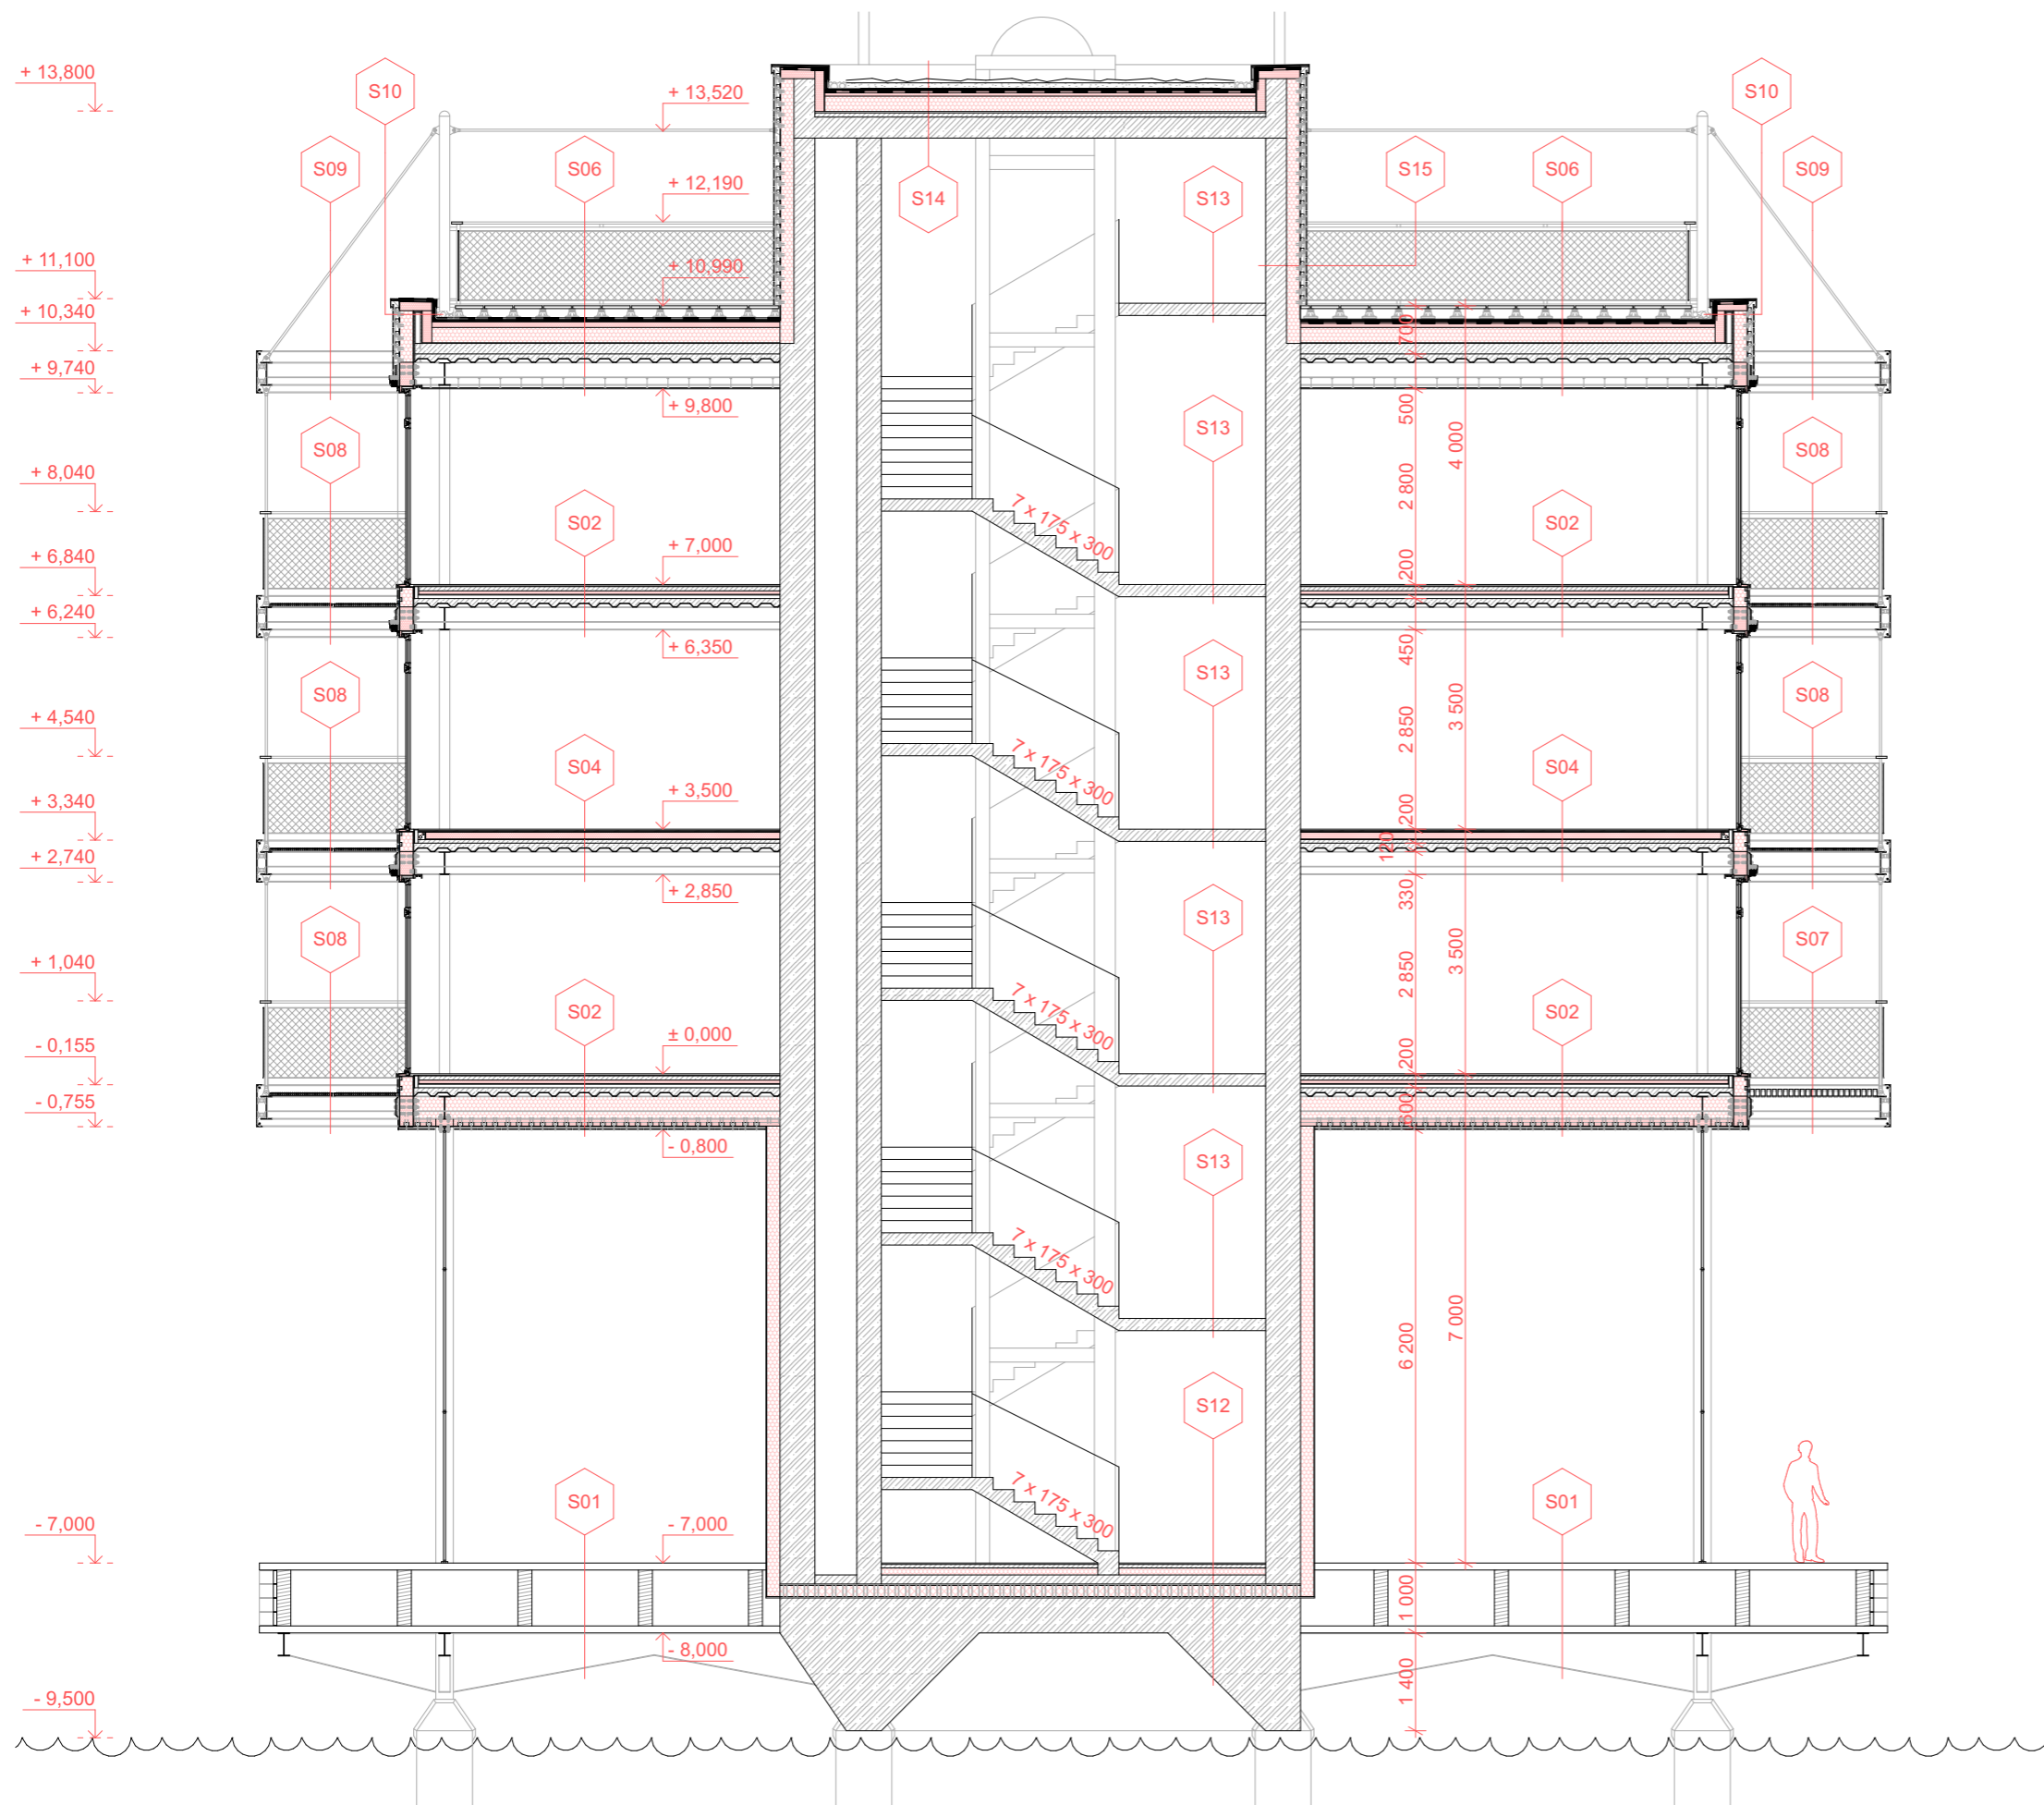 + 13,800
S10
+ 13,520
S10
S09
S06
S14
S13
S15
S06
S09
+ 12,190
+ 11,100
+ 10,990
+ 10,340
700
+ 9,740
+ 9,800
500
S08
S13
4 000
S08
+ 8,040
2 800
S02
7 x 175 x 300
S02
+ 7,000
+ 6,840
200
+ 6,240
+ 6,350
450
S08
S13
3 500
S08
+ 4,540
2 850
S04
7 x 175 x 300
S04
+ 3,500
+ 3,340
200
120
+ 2,740
+ 2,850
330
S08
S13
3 500
S07
+ 1,040
2 850
S02
7 x 175 x 300
S02
± 0,000
- 0,155
200
- 0,755
600
- 0,800
S13
7 x 175 x 300
6 200
7 000
S12
S01
7 x 175 x 300
S01
- 7,000
- 7,000
1 000
- 8,000
1 400
- 9,500